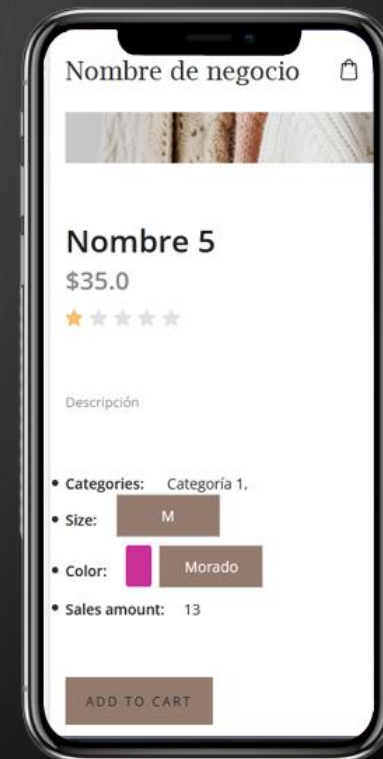 Nombre de negocio
Nombre 5
$35.0
Descripción
Categories: Categoría 1,
Size: M
Color: Morado
Sales amount: 13
ADD TO CART